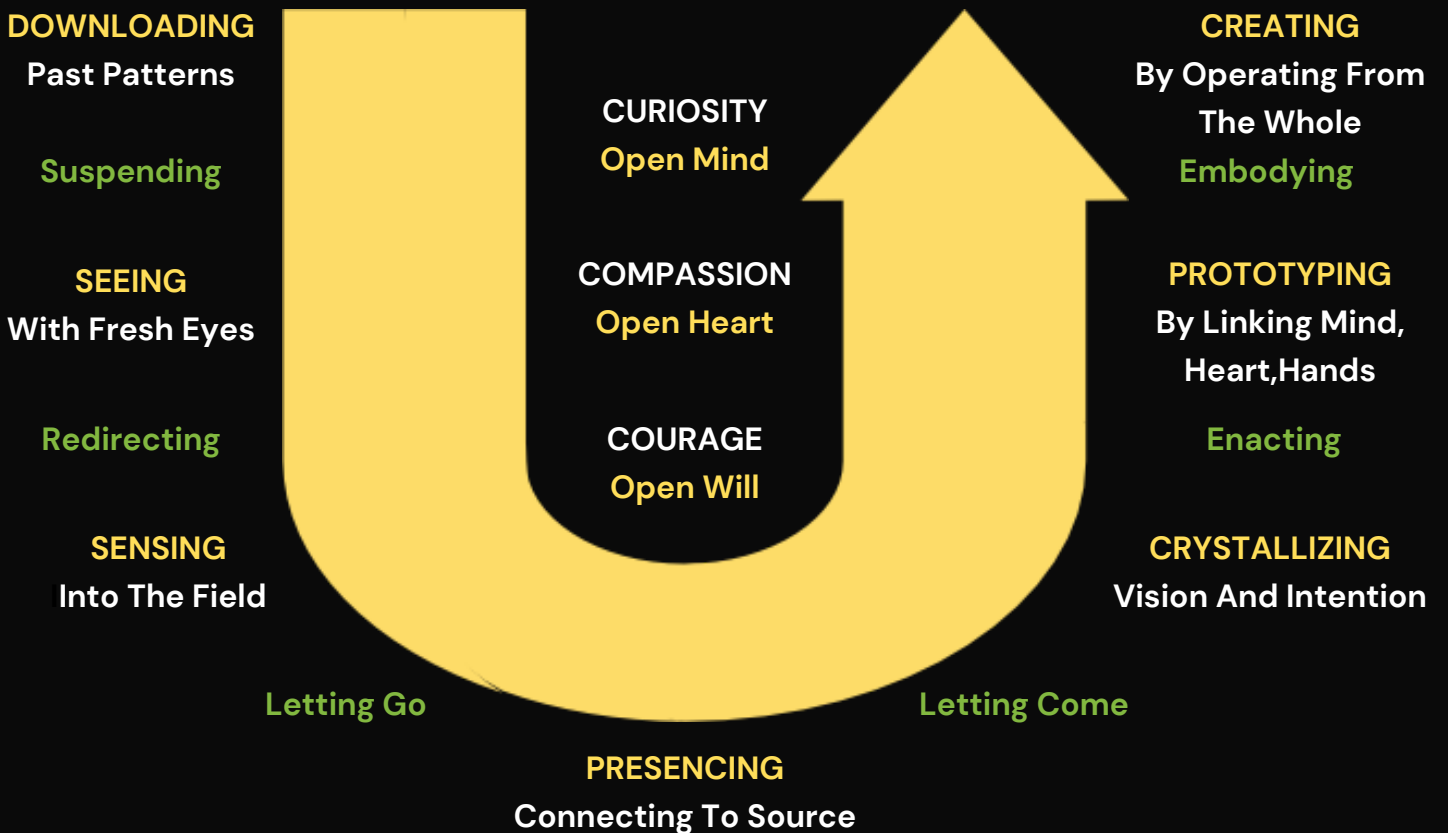 DOWNLOADING
Past Patterns
Suspending
SEEING
With Fresh Eyes
Redirecting
SENSING
Into The Field
Letting Go
PRESENCING
Connecting To Source
Letting Come
CRYSTALLIZING
Vision And Intention
Enacting
PROTOTYPING
By Linking Mind,
Heart,Hands
Embodying
CREATING
By Operating From
The Whole
CURIOSITY
Open Mind
COMPASSION
Open Heart
COURAGE
Open Will